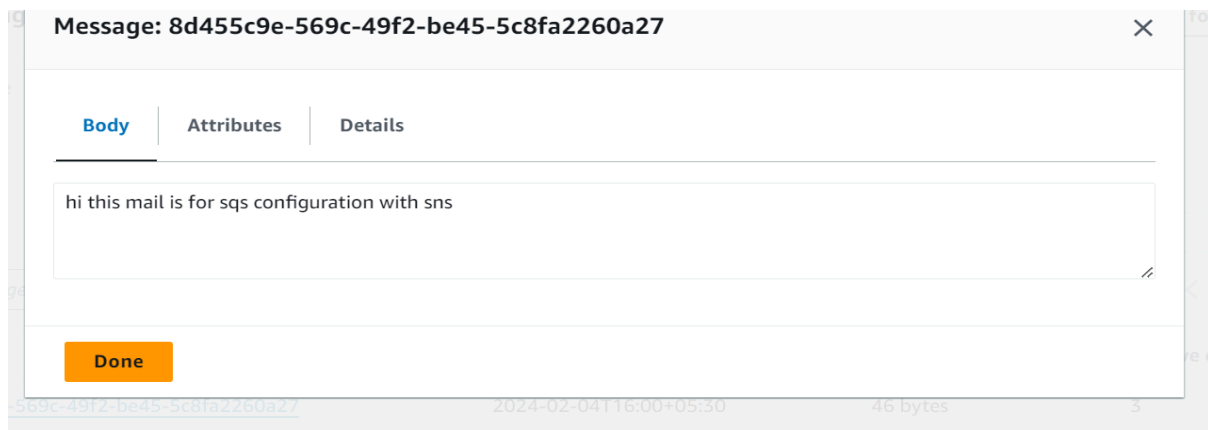 Message: 8d455c9e-569c-49f2-be45-5c8fa2260a27
Body Attributes Details
hi this mail is for sqs configuration with sns
Done
-569c-49f2-be45-5c8fa2260a27 2024-02-04T16:00+05:30 46 bytes 3